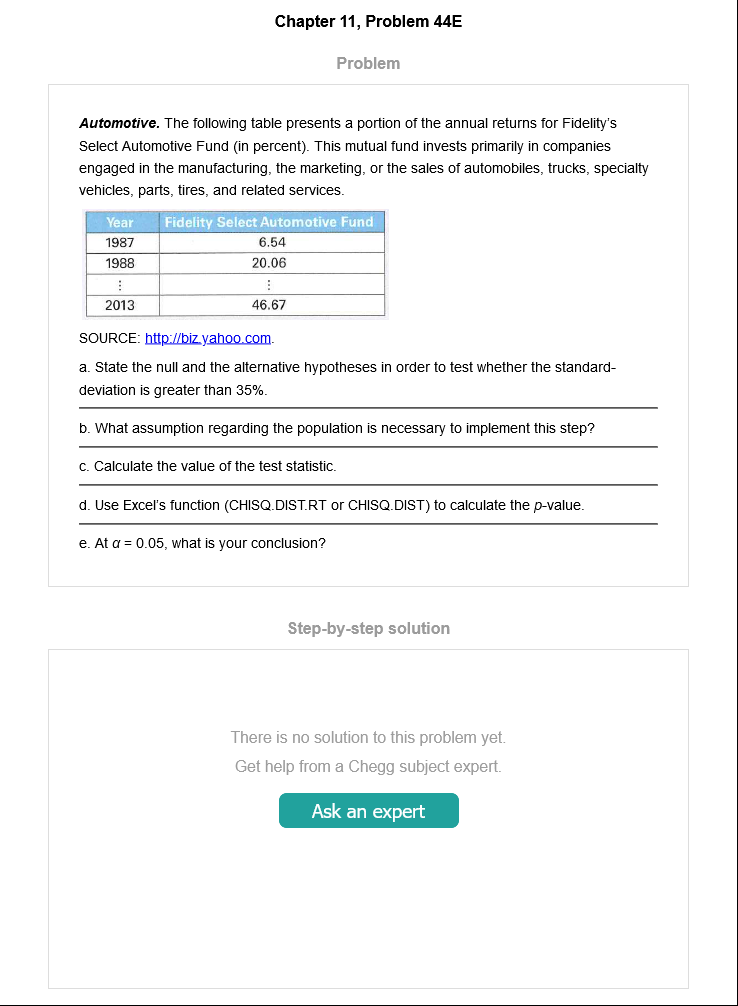 Chapter 11, Problem 44E
Problem
Automotive. The following table presents a portion of the annual returns for Fidelity's
Select Automotive Fund (in percent). This mutual fund invests primarily in companies
engaged in the manufacturing, the marketing, or the sales of automobiles, trucks, specialty
vehicles, parts, tires, and related services.
Year Fidelity Select Automotive Fund
1987 6.54
1988 20.06
⋮ ⋮
2013 46.67
SOURCE: http://biz.yahoo.com.
a. State the null and the alternative hypotheses in order to test whether the standard-
deviation is greater than 35%.
b. What assumption regarding the population is necessary to implement this step?
c. Calculate the value of the test statistic.
d. Use Excel's function (CHISQ.DIST.RT or CHISQ.DIST) to calculate the p-value.
e. At α = 0.05, what is your conclusion?
Step-by-step solution
There is no solution to this problem yet.
Get help from a Chegg subject expert.
Ask an expert